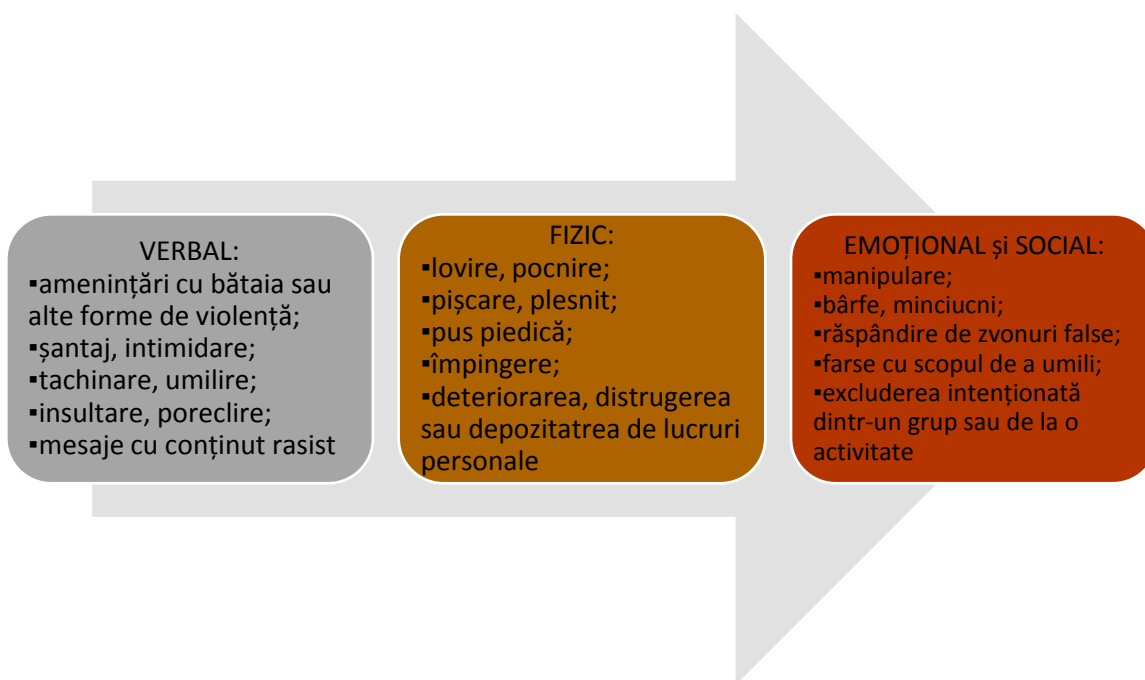 VERBAL:
▪amenințări cu bătaia sau
alte forme de violență;
▪șantaj, intimidare;
▪tachinare, umilire;
▪insultare, poreclire;
▪mesaje cu conținut rasist
FIZIC:
▪lovire, pocnire;
▪pișcare, plesnit;
▪pus piedică;
▪împingere;
▪deteriorarea, distrugerea
sau depozitatrea de lucruri
personale
EMOȚIONAL și SOCIAL:
▪manipulare;
▪bârfe, minciucni;
▪răspândire de zvonuri false;
▪farse cu scopul de a umili;
▪excluderea intenționată
dintr-un grup sau de la o
activitate